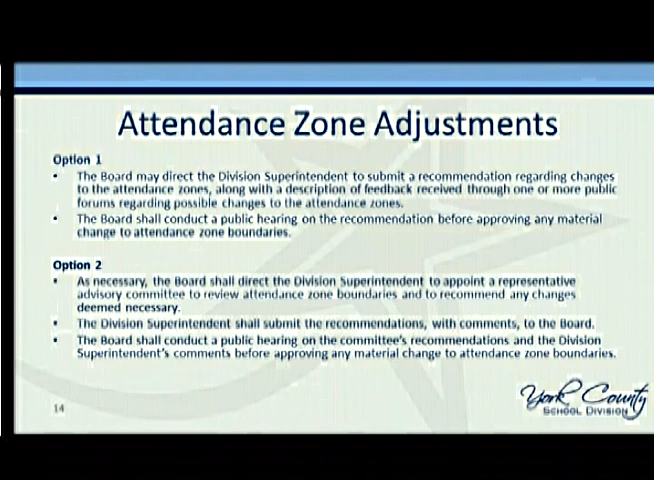 Attendance Zone Adjustments
Option 1
• The Board may direct the Division Superintendent to submit a recommendation regarding changes
to the attendance zones, along with a description of feedback received through one or more public
forums regarding possible changes to the attendance zones.
• The Board shall conduct a public hearing on the recommendation before approving any material
change to attendance zone boundaries.
Option 2
• As necessary, the Board shall direct the Division Superintendent to appoint a representative
advisory committee to review attendance zone boundaries and to recommend any changes
deemed necessary.
• The Division Superintendent shall submit the recommendations, with comments, to the Board.
• The Board shall conduct a public hearing on the committee's recommendations and the Division
Superintendent's comments before approving any material change to attendance zone boundaries.
14
York County
SCHOOL DIVISION